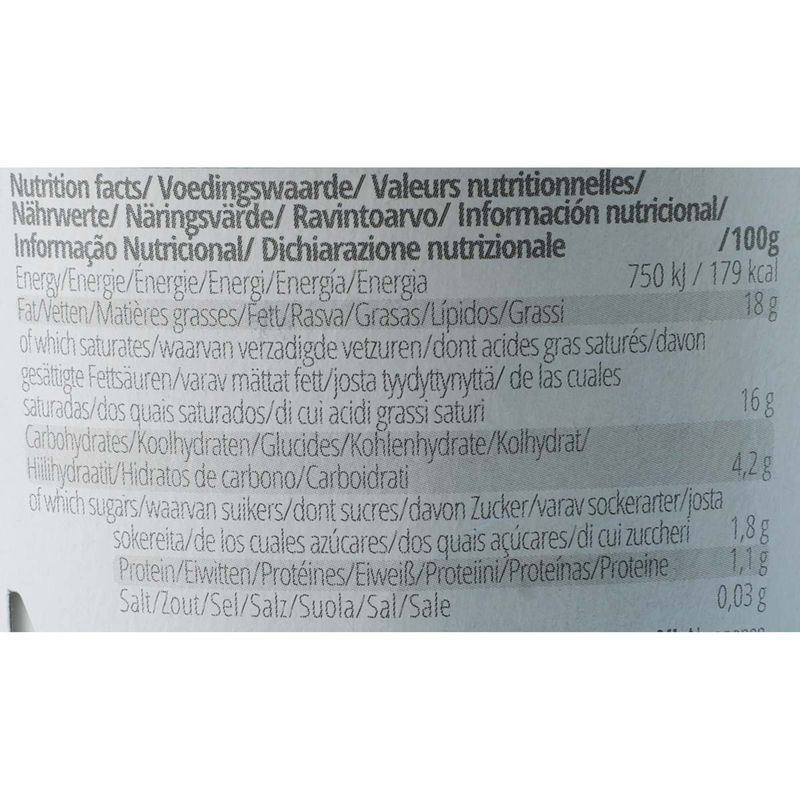 Nutrition facts/ Voedingswaarde/ Valeurs nutritionnelles/
Nährwerte/ Näringsvärde/ Ravintoarvo/ Información nutricional/
Informação Nutricional/ Dichiarazione nutrizionale /100g
Energy/Energie/Énergie/Energi/Energía/Energia 750 kJ / 179 kcal
Fat/Vetten/Matières grasses/Fett/Rasva/Grasas/Lípidos/Grassi 18 g
of which saturates/waarvan verzadigde vetzuren/dont acides gras saturés/davon
gesättigte Fettsäuren/varav mättat fett/josta tyydyttynyttä/ de las cuales
saturadas/dos quais saturados/di cui acidi grassi saturi 16 g
Carbohydrates/Koolhydraten/Glucides/Kohlenhydrate/Kolhydrat/
Hiilihydraatit/Hidratos de carbono/Carboidrati 4,2 g
of which sugars/waarvan suikers/dont sucres/davon Zucker/varav sockerarter/josta
sokereita/de los cuales azúcares/dos quais açúcares/di cui zuccheri 1,8 g
Protein/Eiwitten/Protéines/Eiweiß/Proteiini/Proteínas/Proteine 1,1 g
Salt/Zout/Sel/Salz/Suola/Sal/Sale 0,03 g